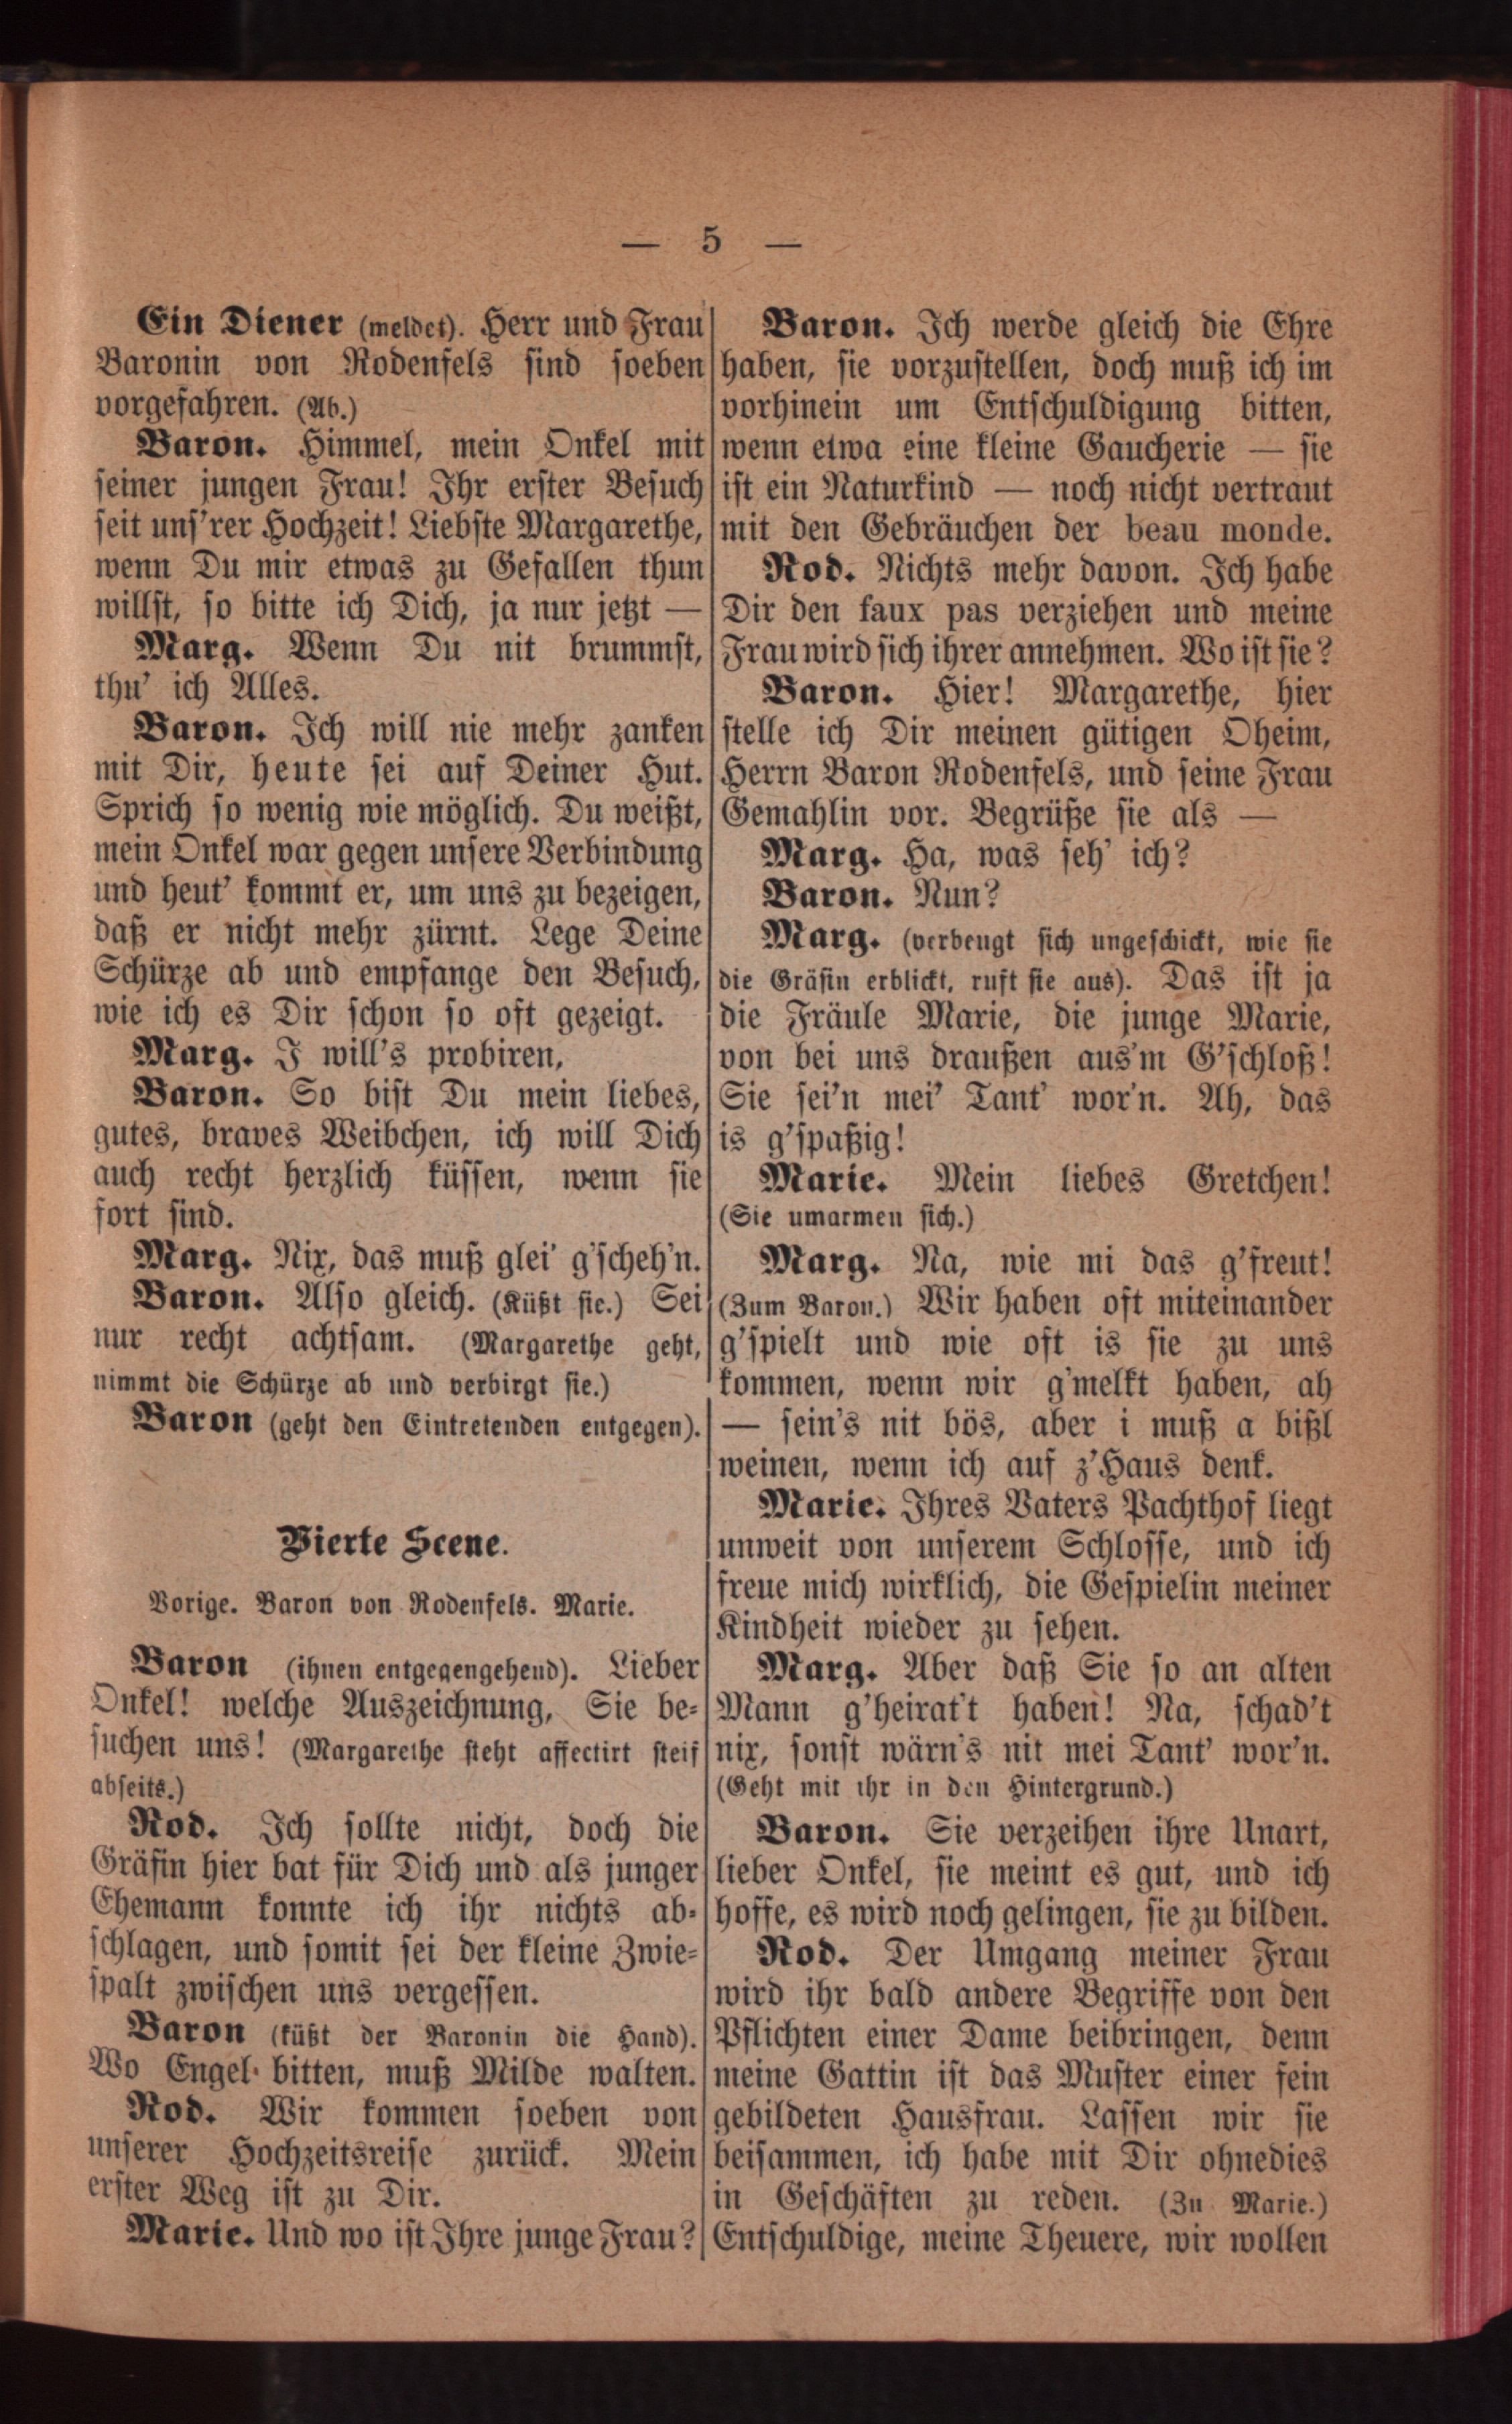 — 5 —
Ein Diener (meldet). Herr und Frau
Baronin von Rodenfels sind soeben
vorgefahren. (Ab.)
Baron. Himmel, mein Onkel mit
seiner jungen Frau! Ihr erster Besuch
seit uns'rer Hochzeit! Liebste Margarethe,
wenn Du mir etwas zu Gefallen thun
willst, so bitte ich Dich, ja nur jetzt —
Marg. Wenn Du nit brummst,
thu' ich Alles.
Baron. Ich will nie mehr zanken
mit Dir, heute sei auf Deiner Hut.
Sprich so wenig wie möglich. Du weißt,
mein Onkel war gegen unsere Verbindung
und heut' kommt er, um uns zu bezeigen,
daß er nicht mehr zürnt. Lege Deine
Schürze ab und empfange den Besuch,
wie ich es Dir schon so oft gezeigt.
Marg. I will's probiren,
Baron. So bist Du mein liebes,
gutes, braves Weibchen, ich will Dich
auch recht herzlich küssen, wenn sie
fort sind.
Marg. Nix, das muß glei' g'scheh'n.
Baron. Also gleich. (Küßt sie.) Sei
nur recht achtsam. (Margarethe geht,
nimmt die Schürze ab und verbirgt sie.)
Baron (geht den Eintretenden entgegen).
Vierte Scene.
Vorige. Baron von Rodenfels. Marie.
Baron (ihnen entgegengehend). Lieber
Onkel! welche Auszeichnung, Sie be-
suchen uns! (Margarethe steht affectirt steif
abseits.)
Rod. Ich sollte nicht, doch die
Gräfin hier bat für Dich und als junger
Ehemann konnte ich ihr nichts ab-
schlagen, und somit sei der kleine Zwie-
spalt zwischen uns vergessen.
Baron (küßt der Baronin die Hand).
Wo Engel bitten, muß Milde walten.
Rod. Wir kommen soeben von
unserer Hochzeitsreise zurück. Mein
erster Weg ist zu Dir.
Marie. Und wo ist Ihre junge Frau?
Baron. Ich werde gleich die Ehre
haben, sie vorzustellen, doch muß ich im
vorhinein um Entschuldigung bitten,
wenn etwa eine kleine Gaucherie — sie
ist ein Naturkind — noch nicht vertraut
mit den Gebräuchen der beau monde.
Rod. Nichts mehr davon. Ich habe
Dir den faux pas verziehen und meine
Frau wird sich ihrer annehmen. Wo ist sie?
Baron. Hier! Margarethe, hier
stelle ich Dir meinen gütigen Oheim,
Herrn Baron Rodenfels, und seine Frau
Gemahlin vor. Begrüße sie als —
Marg. Ha, was seh' ich?
Baron. Nun?
Marg. (verbeugt sich ungeschickt, wie sie
die Gräfin erblickt, ruft sie aus). Das ist ja
die Fräule Marie, die junge Marie,
von bei uns draußen aus'm G'schloß!
Sie sei'n mei' Tant' wor'n. Ah, das
is g'spaßig!
Marie. Mein liebes Gretchen!
(Sie umarmen sich.)
Marg. Na, wie mi das g'freut!
(Zum Baron.) Wir haben oft miteinander
g'spielt und wie oft is sie zu uns
kommen, wenn wir g'melkt haben, ah
— sein's nit bös, aber i muß a bißl
weinen, wenn ich auf z'Haus denk.
Marie. Ihres Vaters Pachthof liegt
unweit von unserem Schlosse, und ich
freue mich wirklich, die Gespielin meiner
Kindheit wieder zu sehen.
Marg. Aber daß Sie so an alten
Mann g'heirat't haben! Na, schad't
nix, sonst wärn's nit mei Tant' wor'n.
(Geht mit ihr in den Hintergrund.)
Baron. Sie verzeihen ihre Unart,
lieber Onkel, sie meint es gut, und ich
hoffe, es wird noch gelingen, sie zu bilden.
Rod. Der Umgang meiner Frau
wird ihr bald andere Begriffe von den
Pflichten einer Dame beibringen, denn
meine Gattin ist das Muster einer fein
gebildeten Hausfrau. Lassen wir sie
beisammen, ich habe mit Dir ohnedies
in Geschäften zu reden. (Zu Marie.)
Entschuldige, meine Theuere, wir wollen